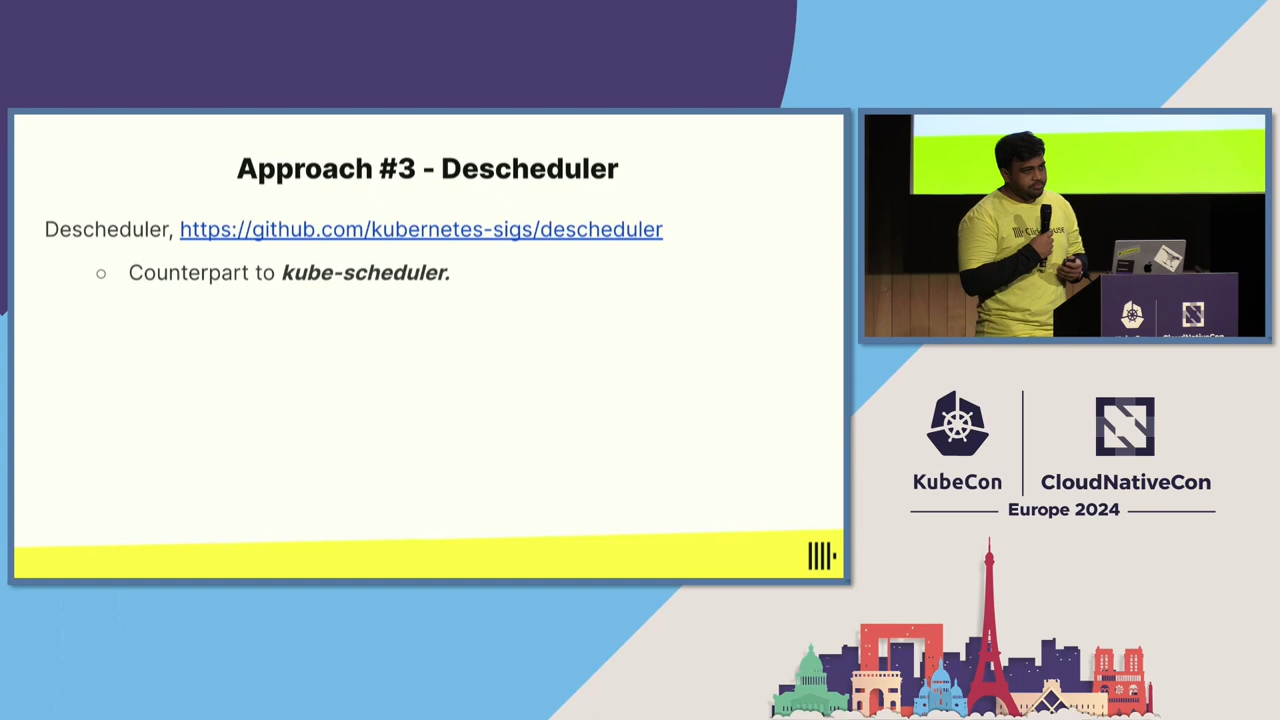 Approach #3 - Descheduler
Descheduler, https://github.com/kubernetes-sigs/descheduler
○ Counterpart to kube-scheduler.
KubeCon
CloudNativeCon
Europe 2024